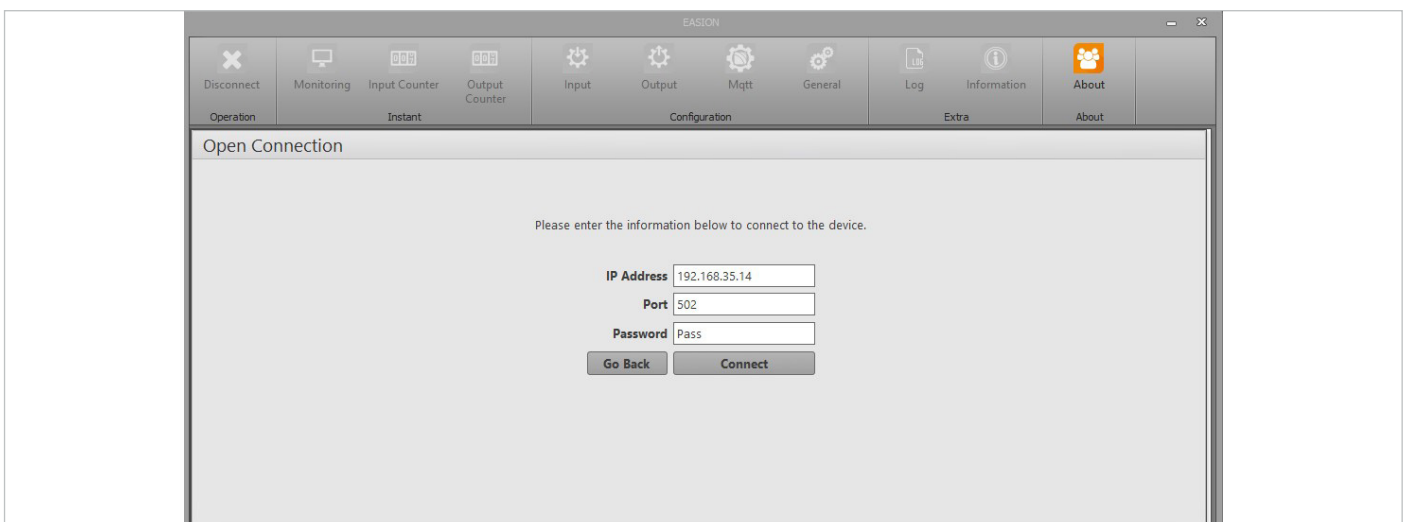 EASION
Disconnect
Monitoring
Input Counter
Output
Counter
Input
Output
Mqtt
General
Log
Information
About
Operation
Instant
Configuration
Extra
About
Open Connection
Please enter the information below to connect to the device.
IP Address 192.168.35.14
Port 502
Password Pass
Go Back Connect